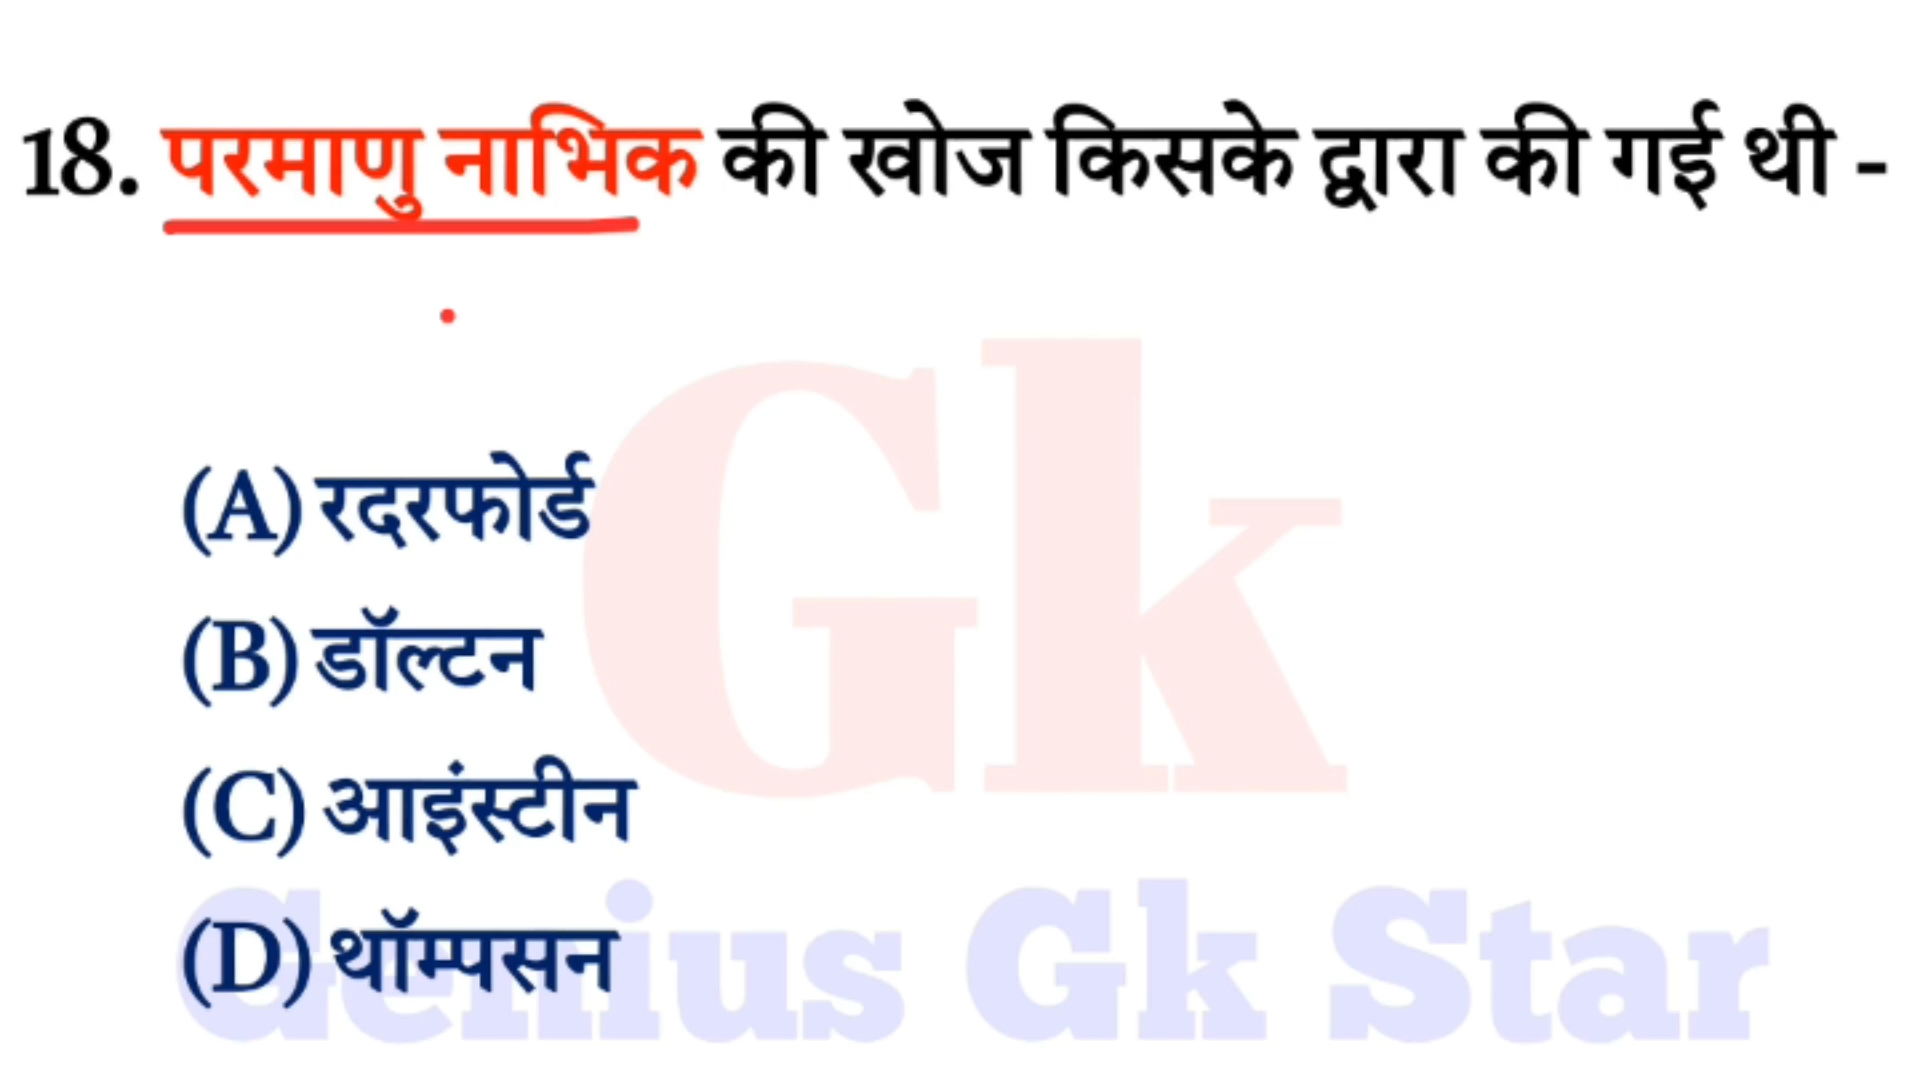 18. परमाणु नाभिक की खोज किसके द्वारा की गई थी -
Gk
(A) रदरफोर्ड
(B) डॉल्टन
(C) आइंस्टीन
(D) थॉम्पसन
Genius Gk Star